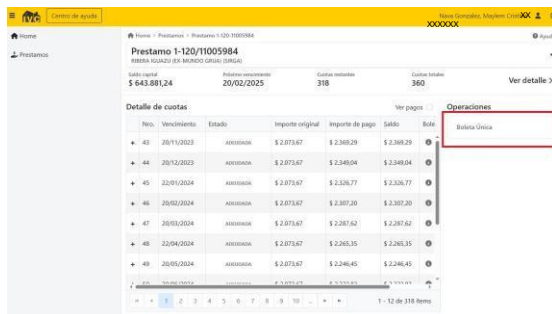 IVC Centro de ayuda
Nava Gonzalez, Maylem Cristi XX
XXXXXX
Home
Prestamos
Home / Prestamos / Prestamo 1-120-11005984
Prestamo 1-120/11005984
RIBERA IGUAZU (EX-MUNDO GRUA) (SIRGA)
Saldo capital
$ 643.881,24
Próximo vencimiento
20/02/2025
Cuotas restantes
318
Cuotas totales
360
Ver detalle
Detalle de cuotas
Ver pagos
Operaciones
Boleta Única
Nro. Vencimiento Estado Importe original Importe de pago Saldo Bole
43 20/11/2023 ADEUDADA $ 2.073,67 $ 2.369,29 $ 2.369,29
44 20/12/2023 ADEUDADA $ 2.073,67 $ 2.349,04 $ 2.349,04
45 22/01/2024 ADEUDADA $ 2.073,67 $ 2.326,77 $ 2.326,77
46 20/02/2024 ADEUDADA $ 2.073,67 $ 2.307,20 $ 2.307,20
47 20/03/2024 ADEUDADA $ 2.073,67 $ 2.287,62 $ 2.287,62
48 22/04/2024 ADEUDADA $ 2.073,67 $ 2.265,35 $ 2.265,35
49 20/05/2024 ADEUDADA $ 2.073,67 $ 2.246,45 $ 2.246,45
1 2 3 4 5 6 7 8 9 10 ...
1 - 12 de 318 items